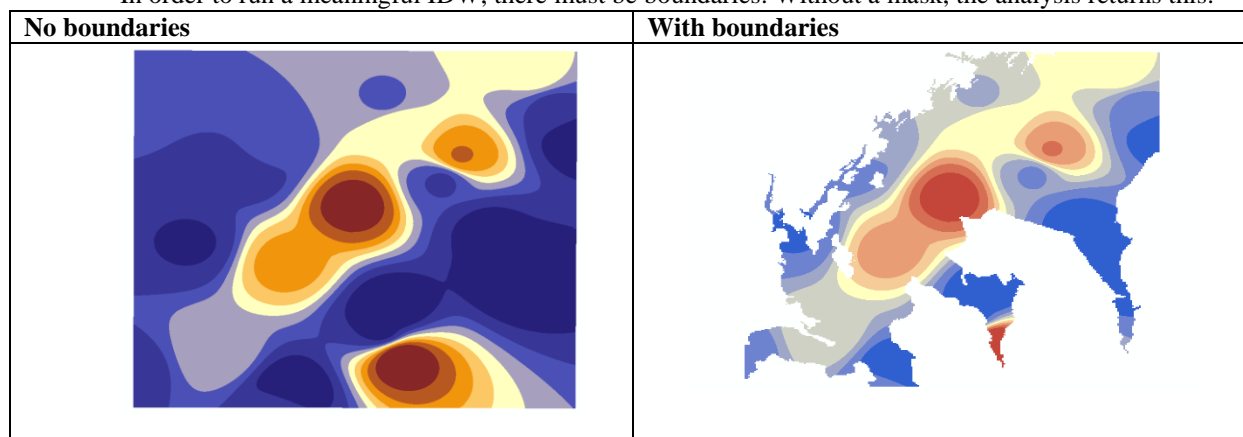 In order to run a meaningful IDW, there must be boundaries. Without a mask, the analysis returns this:
No boundaries
With boundaries